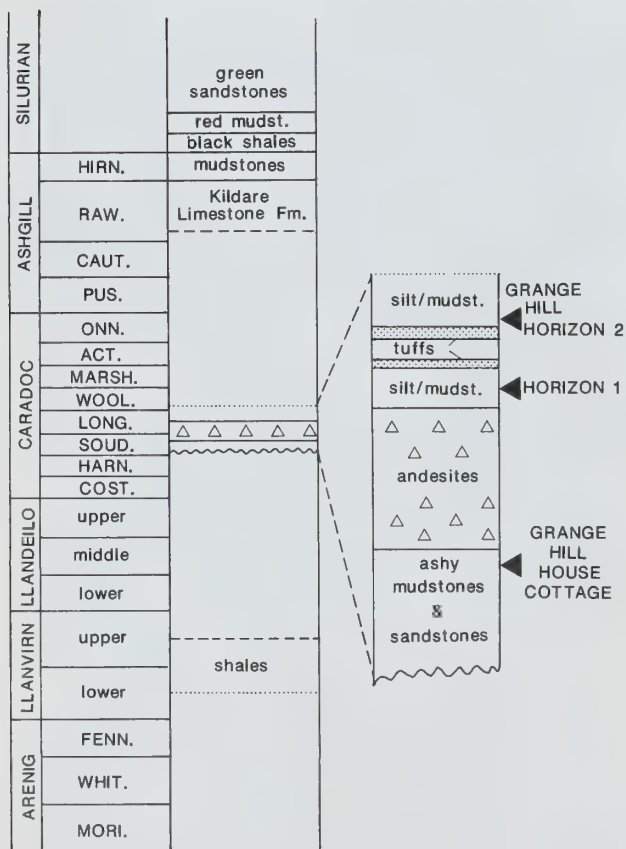 SILURIAN
green
sandstones
red mudst.
black shales
ASHGILL
HIRN.
mudstones
RAW.
Kildare
Limestone Fm.
CAUT.
PUS.
CARADOC
ONN.
ACT.
MARSH.
WOOL.
LONG.
SOUD.
HARN.
COST.
LLANDEILO
upper
middle
lower
LLANVIRN
upper
shales
lower
ARENIG
FENN.
WHIT.
MORI.
silt/mudst.
GRANGE
HILL
HORIZON 2
tuffs
silt/mudst.
HORIZON 1
andesites
ashy
mudstones
&
sandstones
GRANGE
HILL
HOUSE
COTTAGE